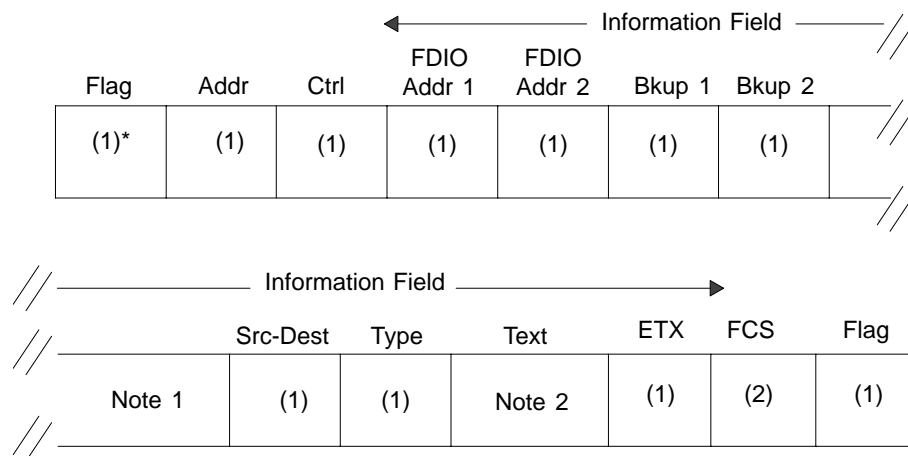 Information Field
FDIO FDIO
Flag Addr Ctrl Addr 1 Addr 2 Bkup 1 Bkup 2
(1)* (1) (1) (1) (1) (1) (1)
Information Field
Src-Dest Type Text ETX FCS Flag
Note 1 (1) (1) Note 2 (1) (2) (1)